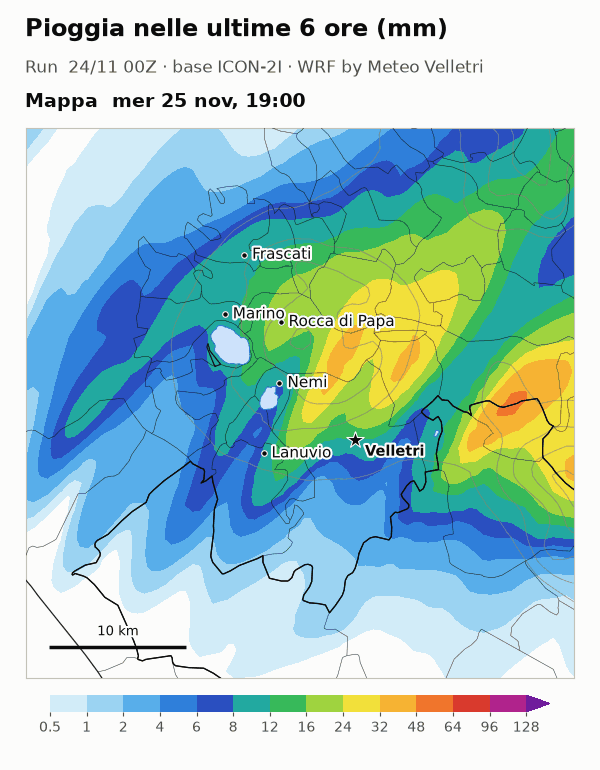 Pioggia nelle ultime 6 ore (mm)
Run 24/11 00Z · base ICON-2I · WRF by Meteo Velletri
Mappa mer 25 nov, 19:00
Frascati
Marino
Rocca di Papa
Nemi
Velletri
Lanuvio
10 km
0.5 1 2 4 6 8 12 16 24 32 48 64 96 128